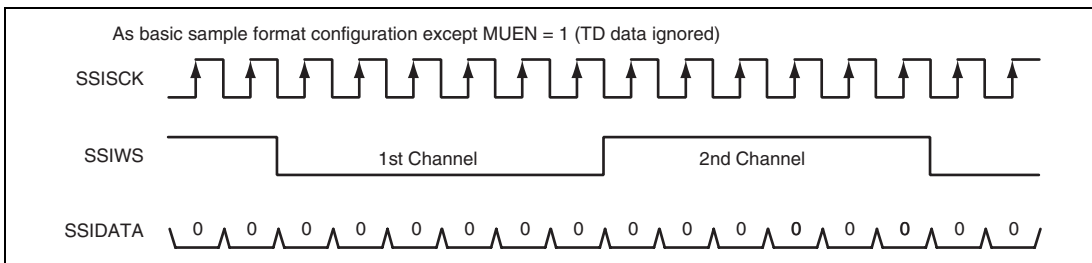 As basic sample format configuration except MUEN = 1 (TD data ignored)
SSISCK
SSIWS 1st Channel 2nd Channel
SSIDATA 0 0 0 0 0 0 0 0 0 0 0 0 0 0 0 0